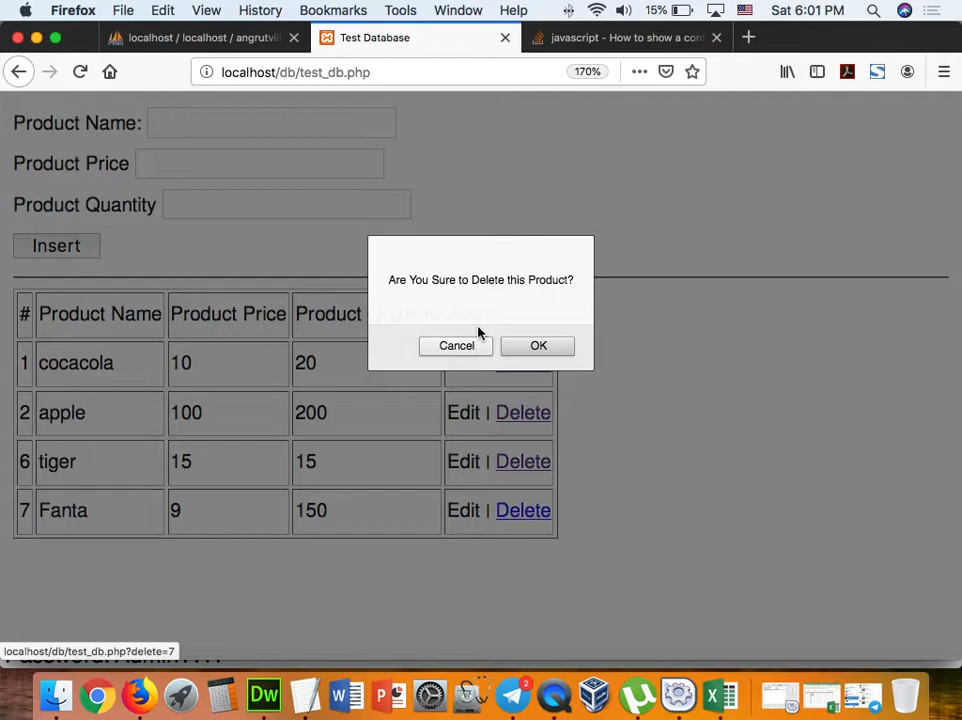 Firefox File Edit View History Bookmarks Tools Window Help 15% Sat 6:01 PM
localhost / localhost / angrutvil
Test Database
javascript - How to show a con
localhost/db/test_db.php 170%
Product Name:
Product Price
Product Quantity
Insert
Are You Sure to Delete this Product?
Cancel OK
# Product Name Product Price Product
1 cocacola 10 20
2 apple 100 200 Edit | Delete
6 tiger 15 15 Edit | Delete
7 Fanta 9 150 Edit | Delete
localhost/db/test_db.php?delete=7
Dw W P 2 X